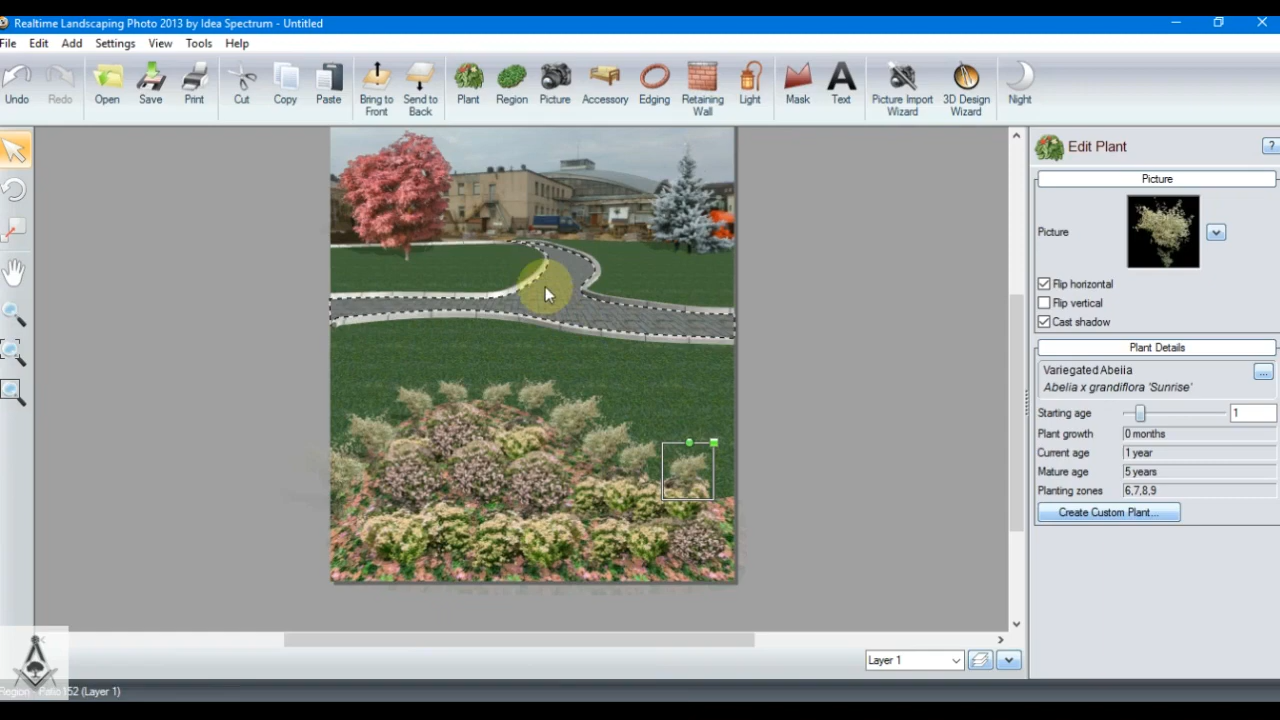 Realtime Landscaping Photo 2013 by Idea Spectrum - Untitled
File Edit Add Settings View Tools Help
Undo Redo Open Save Print Cut Copy Paste Bring to Front Send to Back Plant Region Picture Accessory Edging Retaining Wall Light Mask Text Picture Import Wizard 3D Design Wizard Night
Edit Plant ?
Picture
Picture
Flip horizontal
Flip vertical
Cast shadow
Plant Details
Variegated Abelia ...
Abelia x grandiflora 'Sunrise'
Starting age 1
Plant growth 0 months
Current age 1 year
Mature age 5 years
Planting zones 6,7,8,9
Create Custom Plant...
Layer 1
Region - Patio152 (Layer 1)